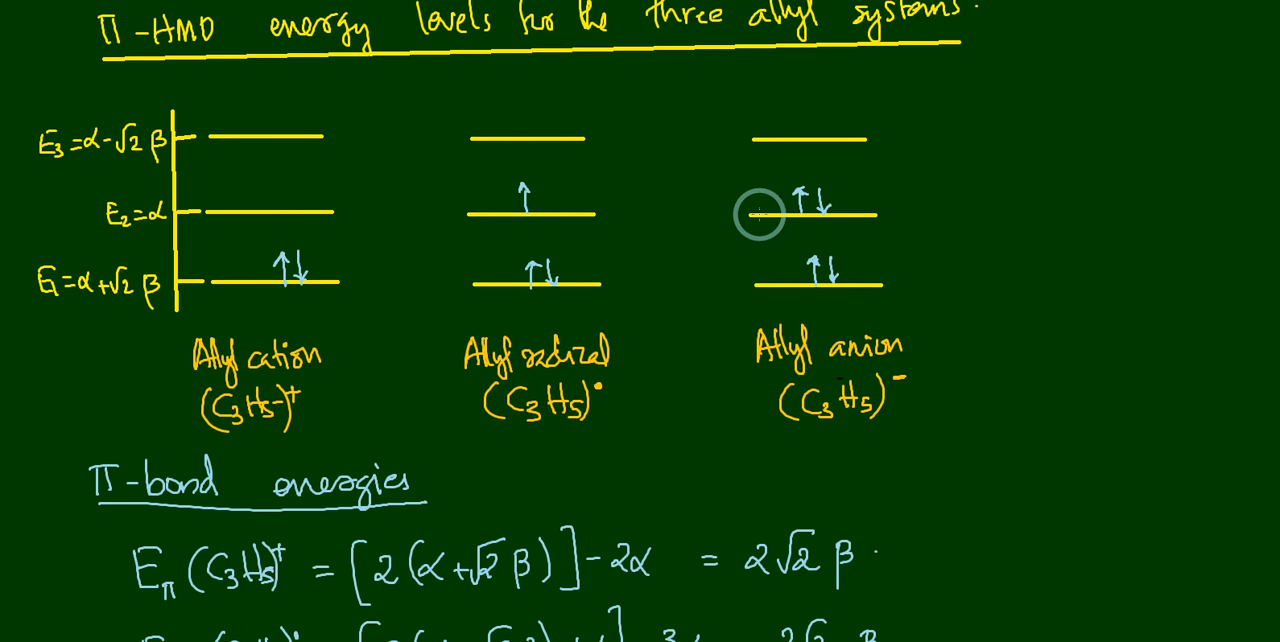 π-HMO energy levels for the three allyl systems.
E₃=α-√2 β
E₂=α
E₁=α+√2 β
Allyl cation Allyl radical Allyl anion
(C₃H₅)⁺ (C₃H₅)• (C₃H₅)⁻
π-bond energies
Eπ (C₃H₅)⁺ = [2(α+√2 β)]-2α = 2√2 β.